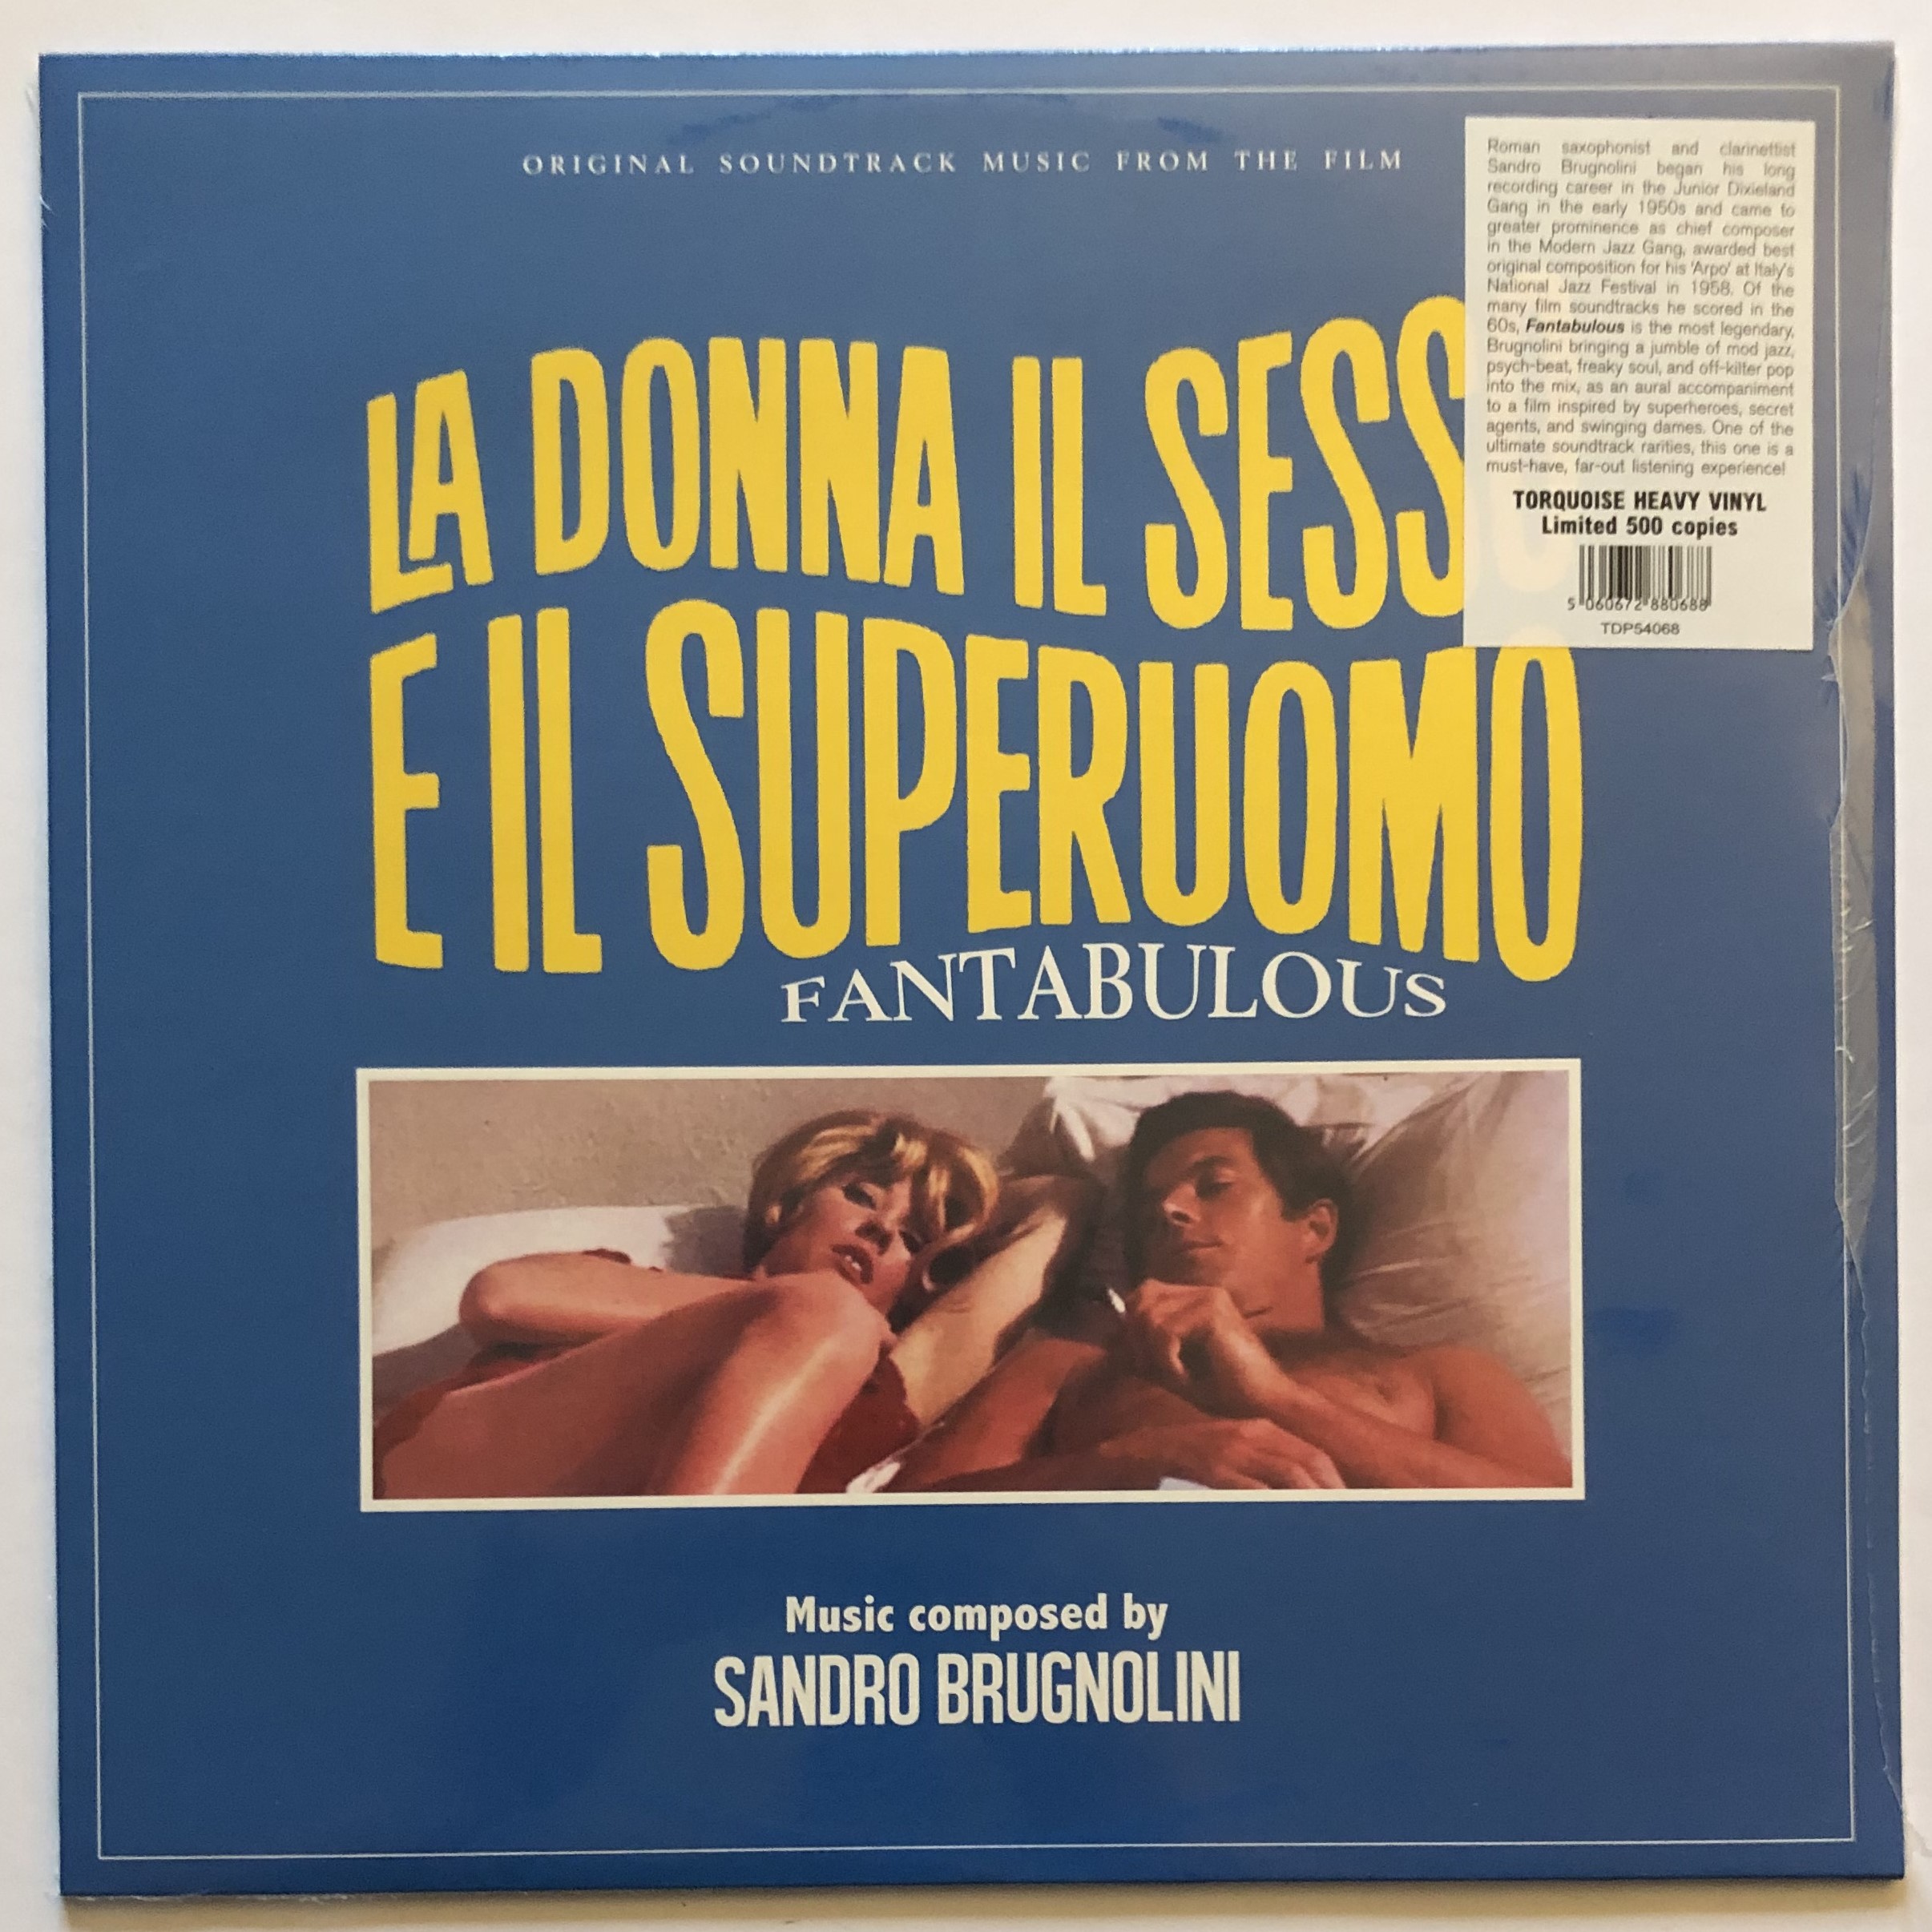 ORIGINAL SOUNDTRACK MUSIC FROM THE FILM
LA DONNA IL SESSO
E IL SUPERUOMO
FANTABULOUS
Music composed by
SANDRO BRUGNOLINI
Roman saxophonist and clarinettist
Sandro Brugnolini began his long
recording career in the Junior Dixieland
Gang in the early 1950s and came to
greater prominence as chief composer
in the Modern Jazz Gang, awarded best
original composition for his 'Arpo' at Italy's
National Jazz Festival in 1958. Of the
many film soundtracks he scored in the
60s, Fantabulous is the most legendary,
Brugnolini bringing a jumble of mod jazz,
psych-beat, freaky soul, and off-kilter pop
into the mix, as an aural accompaniment
to a film inspired by superheroes, secret
agents, and swinging dames. One of the
ultimate soundtrack rarities, this one is a
must-have, far-out listening experience!
TORQUOISE HEAVY VINYL
Limited 500 copies
5 060672 880688
TDP54068